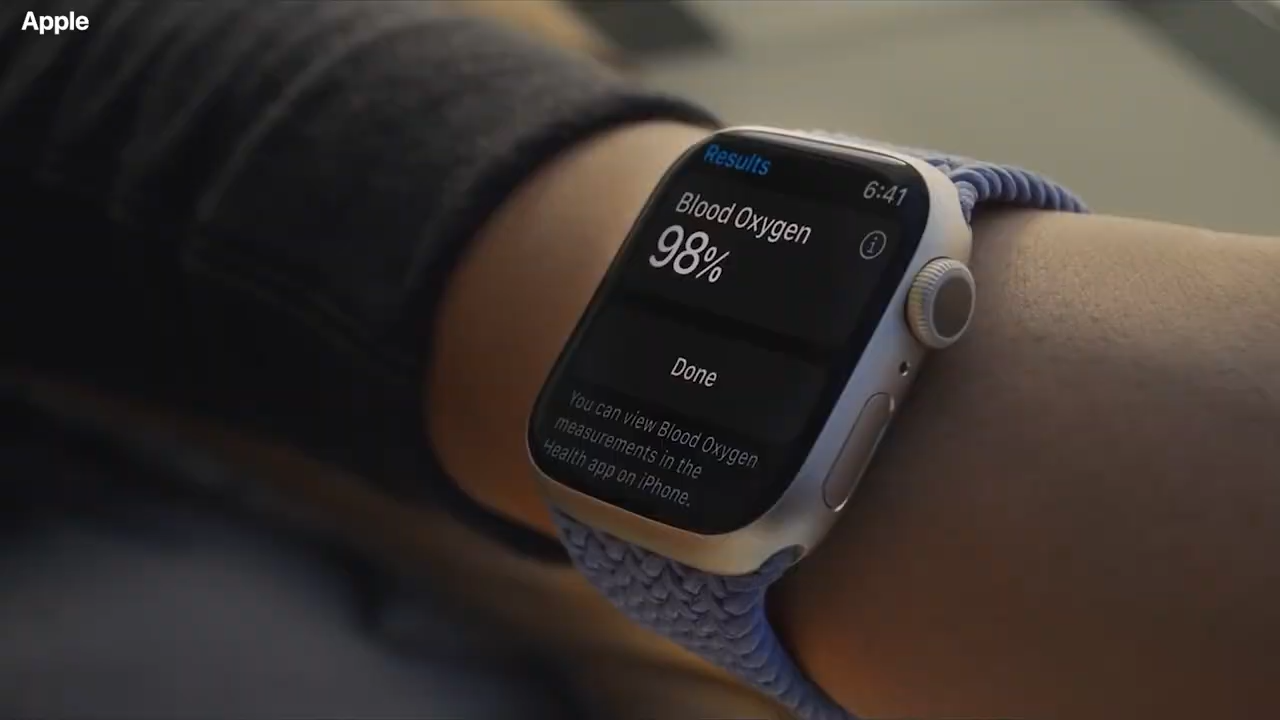 Apple
Results
6:41
Blood Oxygen
98%
Done
You can view Blood Oxygen
measurements in the
Health app on iPhone.